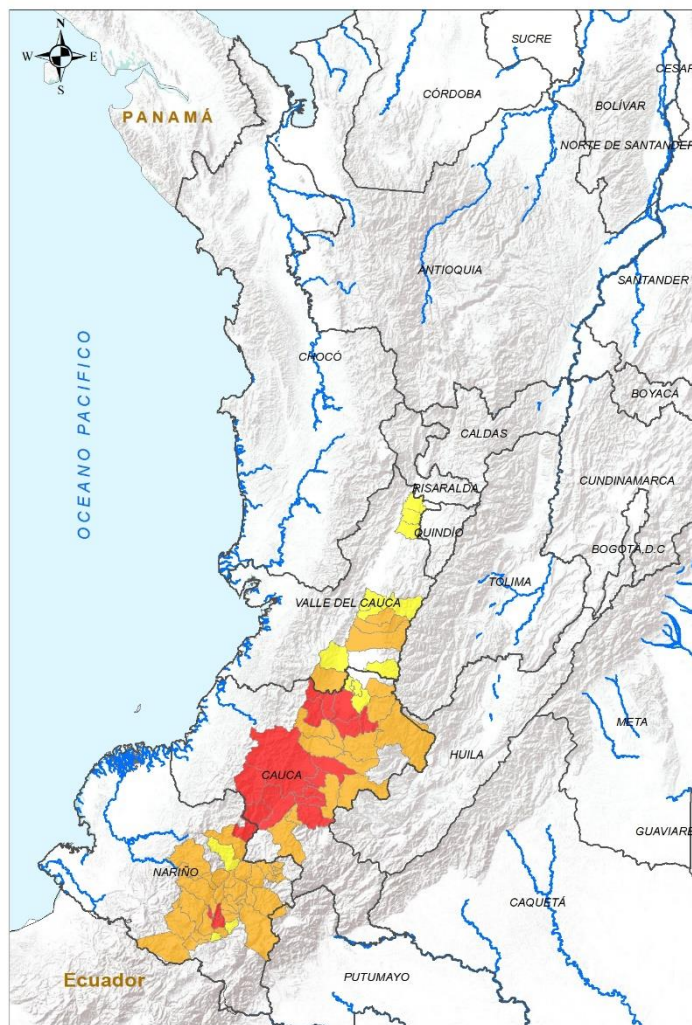 SUCRE
N
W E
S
CESAR
CÓRDOBA
BOLÍVAR
PANAMÁ
NORTE DE SANTANDER
ANTIOQUIA
SANTANDER
CHOCÓ
OCEANO PACIFICO
BOYACÁ
CALDAS
CUNDINAMARCA
RISARALDA
QUINDÍO
BOGOTÁ, D.C
TOLIMA
VALLE DEL CAUCA
META
HUILA
CAUCA
GUAVIARE
NARIÑO
CAQUETÁ
PUTUMAYO
Ecuador